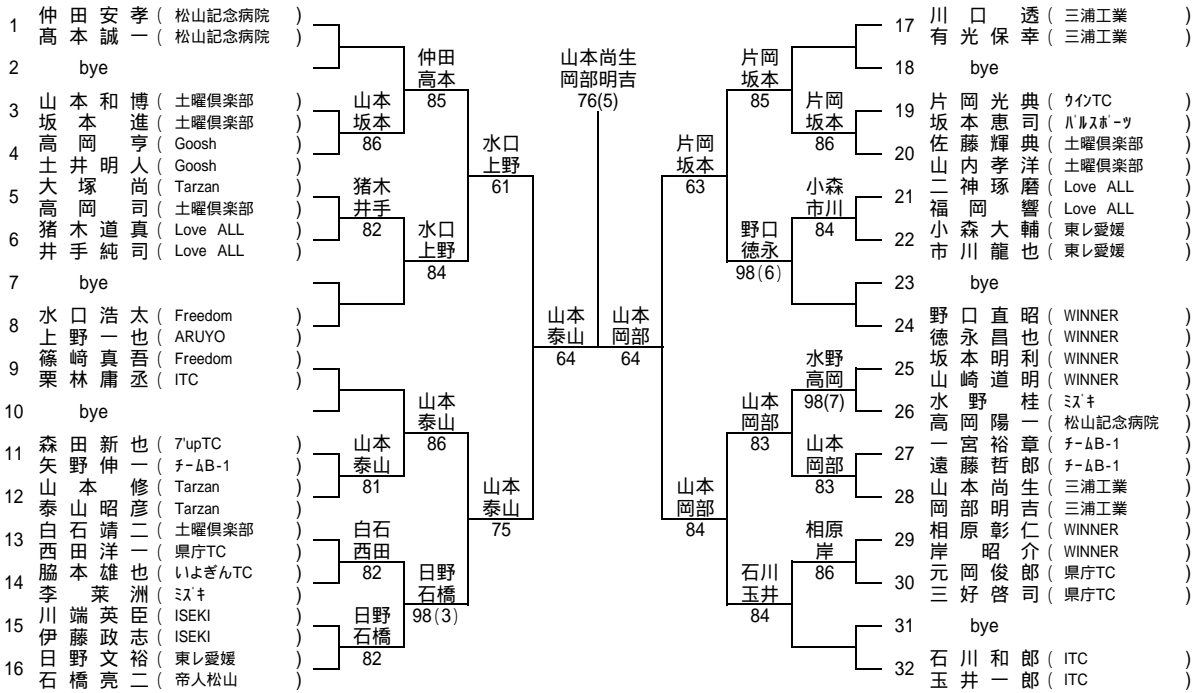 1 仲田安孝 ( 松山記念病院 )
髙本誠一 ( 松山記念病院 )
2 bye
3 山本和博 ( 土曜倶楽部 )
坂本進 ( 土曜倶楽部 )
4 高岡亨 ( Goosh )
土井明人 ( Goosh )
5 大塚尚 ( Tarzan )
高岡司 ( 土曜倶楽部 )
6 猪木道真 ( Love ALL )
井手純司 ( Love ALL )
7 bye
8 水口浩太 ( Freedom )
上野一也 ( ARUYO )
9 篠﨑真吾 ( Freedom )
栗林庸丞 ( ITC )
10 bye
11 森田新也 ( 7'upTC )
矢野伸一 ( ﾁｰﾑB-1 )
12 山本修 ( Tarzan )
泰山昭彦 ( Tarzan )
13 白石靖二 ( 土曜倶楽部 )
西田洋一 ( 県庁TC )
14 脇本雄也 ( いよぎんTC )
李莱洲 ( ﾐｽﾞｷ )
15 川端英臣 ( ISEKI )
伊藤政志 ( ISEKI )
16 日野文裕 ( 東レ愛媛 )
石橋亮二 ( 帝人松山 )
山本
坂本
86
猪木
井手
82
山本
泰山
81
白石
西田
82
日野
石橋
82
仲田
高本
85
水口
上野
84
山本
泰山
86
日野
石橋
98(3)
水口
上野
61
山本
泰山
75
山本
泰山
64
山本尚生
岡部明吉
76(5)
山本
岡部
64
片岡
坂本
63
山本
岡部
84
片岡
坂本
85
野口
徳永
98(6)
山本
岡部
83
石川
玉井
84
片岡
坂本
86
小森
市川
84
水野
高岡
98(7)
山本
岡部
83
相原
岸
86
17 川口透 ( 三浦工業 )
有光保幸 ( 三浦工業 )
18 bye
19 片岡光典 ( ｳインTC )
坂本恵司 ( ﾊﾟﾙスﾎﾟｰツ )
20 佐藤輝典 ( 土曜倶楽部 )
山内孝洋 ( 土曜倶楽部 )
21 二神琢磨 ( Love ALL )
福岡響 ( Love ALL )
22 小森大輔 ( 東レ愛媛 )
市川龍也 ( 東レ愛媛 )
23 bye
24 野口直昭 ( WINNER )
徳永昌也 ( WINNER )
25 坂本明利 ( WINNER )
山崎道明 ( WINNER )
26 水野桂 ( ﾐｽﾞｷ )
高岡陽一 ( 松山記念病院 )
27 一宮裕章 ( ﾁｰﾑB-1 )
遠藤哲郎 ( ﾁｰﾑB-1 )
28 山本尚生 ( 三浦工業 )
岡部明吉 ( 三浦工業 )
29 相原彰仁 ( WINNER )
岸昭介 ( WINNER )
30 元岡俊郎 ( 県庁TC )
三好啓司 ( 県庁TC )
31 bye
32 石川和郎 ( ITC )
玉井一郎 ( ITC )